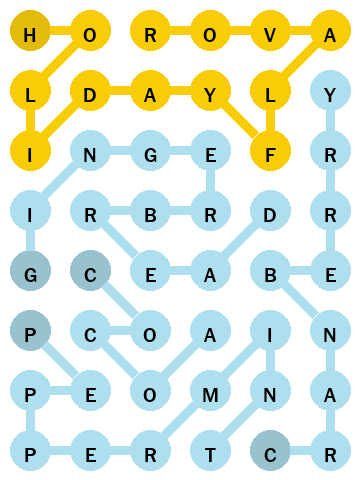 H O R O V A
L D A Y L Y
I N G E F R
I R B R D R
G C E A B E
P C O A I N
P E O M N A
P E R T C R